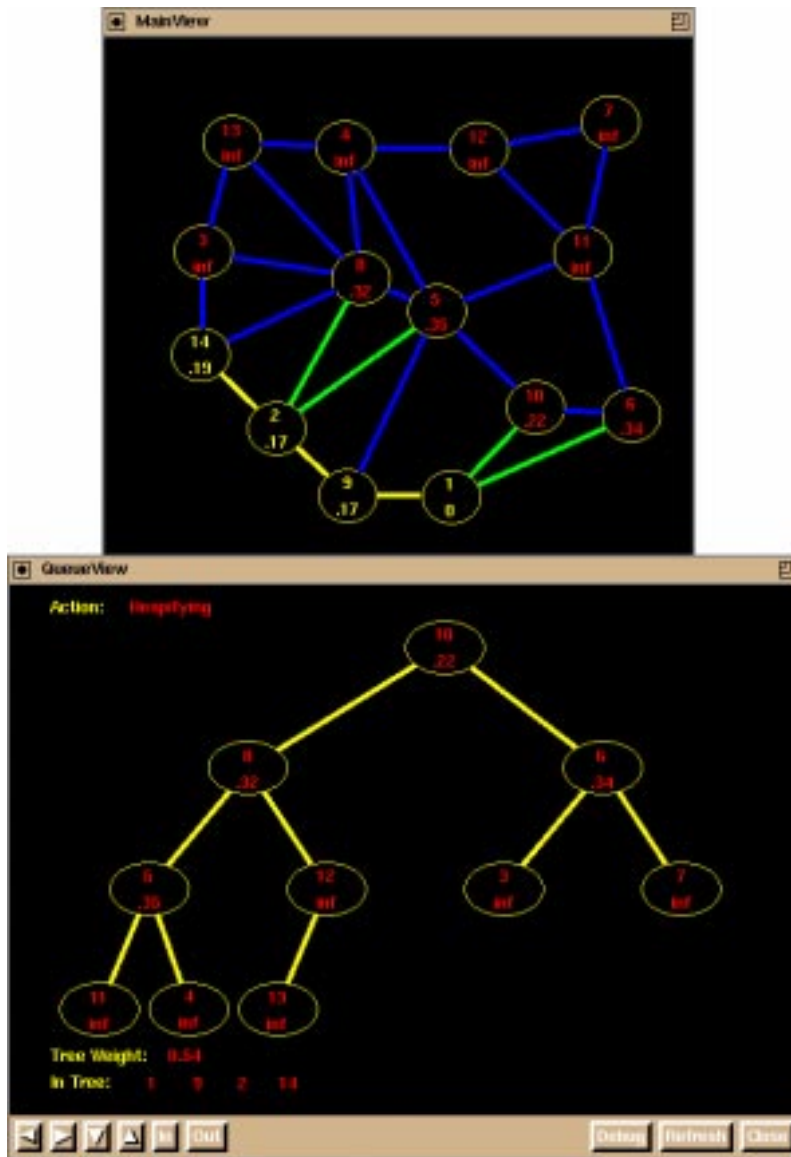 MainView
7
inf
13
inf
4
inf
12
inf
3
inf
11
inf
8
.32
5
.36
14
.19
10
.22
6
.34
2
.17
9
.17
1
0
QueueView
Action: Heapifying
10
.22
8
.32
6
.34
5
.36
12
inf
3
inf
7
inf
11
inf
4
inf
13
inf
Tree Weight: 0.54
In Tree: 1 9 2 14
In Out Debug Refresh Close